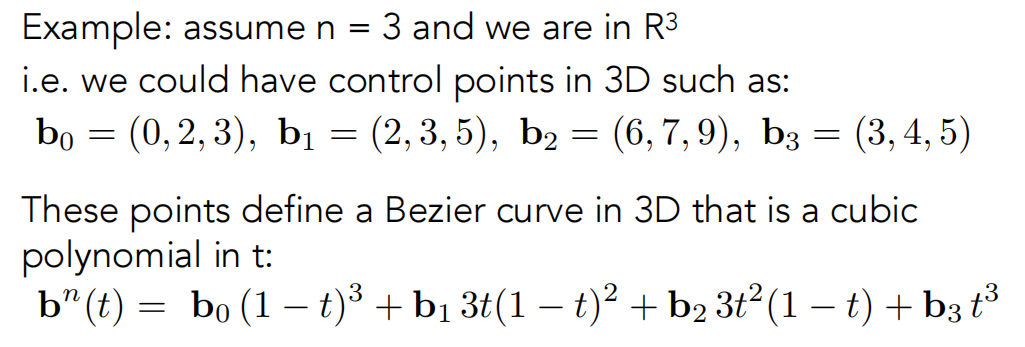 Example: assume n = 3 and we are in R³
i.e. we could have control points in 3D such as:
b₀ = (0, 2, 3), b₁ = (2, 3, 5), b₂ = (6, 7, 9), b₃ = (3, 4, 5)
These points define a Bezier curve in 3D that is a cubic
polynomial in t:
bⁿ(t) = b₀ (1 − t)³ + b₁ 3t(1 − t)² + b₂ 3t²(1 − t) + b₃ t³